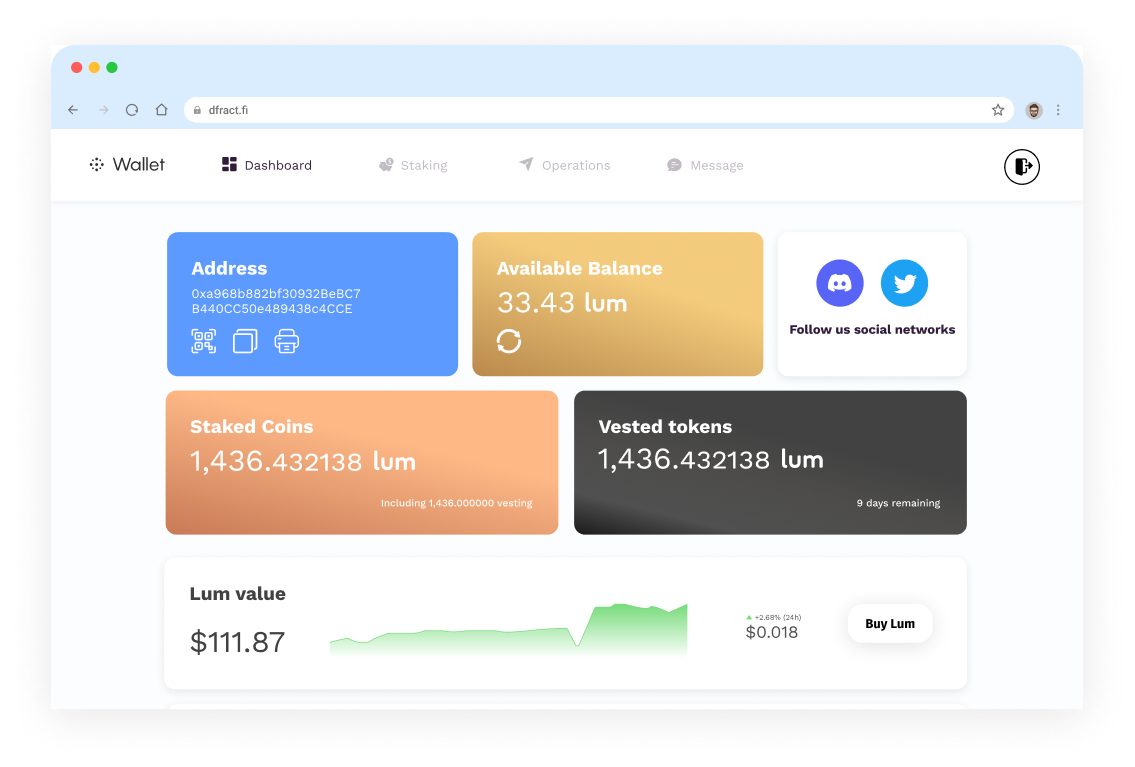 dfract.fi
Wallet
Dashboard
Staking
Operations
Message
Address
0xa968b882bf30932BeBC7
B440CC50e489438c4CCE
Available Balance
33.43 lum
Follow us social networks
Staked Coins
1,436.432138 lum
Including 1,436.000000 vesting
Vested tokens
1,436.432138 lum
9 days remaining
Lum value
$111.87
+2.68% (24h)
$0.018
Buy Lum